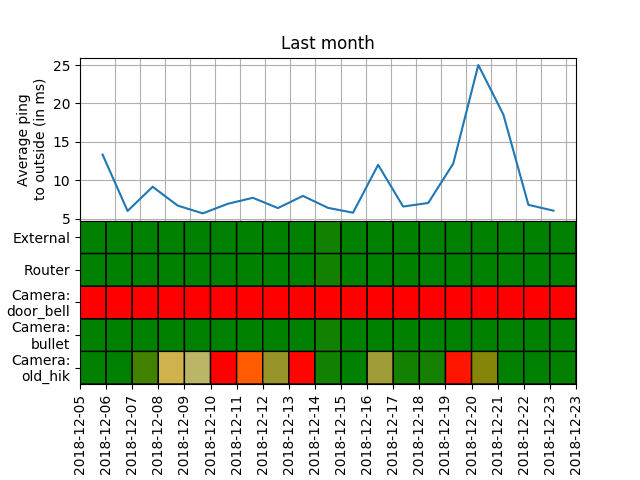 Last month
Average ping
to outside (in ms)
25
20
15
10
5
External
Router
Camera:
door_bell
Camera:
bullet
Camera:
old_hik
2018-12-05
2018-12-06
2018-12-07
2018-12-08
2018-12-09
2018-12-10
2018-12-11
2018-12-12
2018-12-13
2018-12-14
2018-12-15
2018-12-16
2018-12-17
2018-12-18
2018-12-19
2018-12-20
2018-12-21
2018-12-22
2018-12-23
2018-12-23